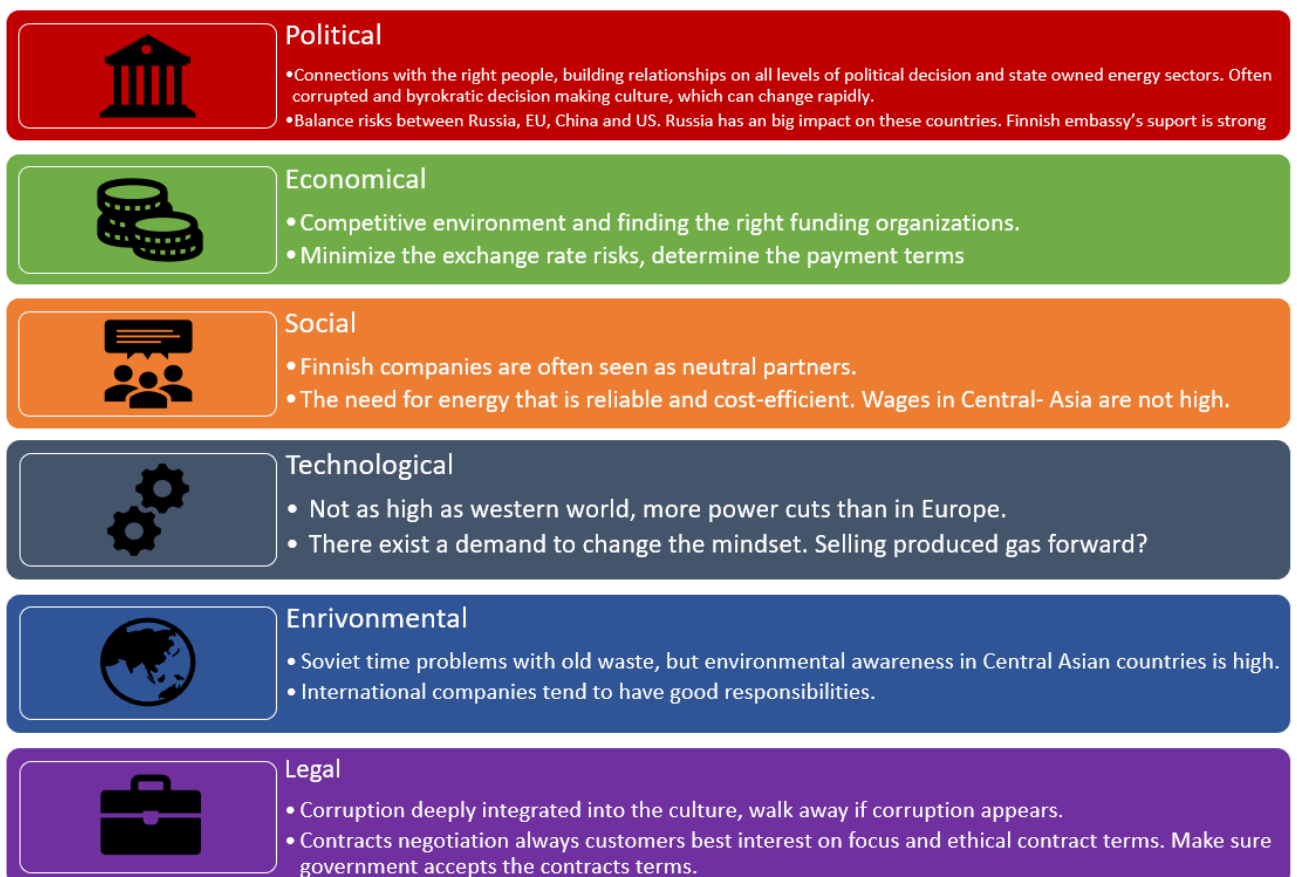 Political
•Connections with the right people, building relationships on all levels of political decision and state owned energy sectors. Often
corrupted and byrokratic decision making culture, which can change rapidly.
•Balance risks between Russia, EU, China and US. Russia has an big impact on these countries. Finnish embassy's suport is strong
Economical
•Competitive environment and finding the right funding organizations.
•Minimize the exchange rate risks, determine the payment terms
Social
•Finnish companies are often seen as neutral partners.
•The need for energy that is reliable and cost-efficient. Wages in Central- Asia are not high.
Technological
• Not as high as western world, more power cuts than in Europe.
• There exist a demand to change the mindset. Selling produced gas forward?
Enrivonmental
•Soviet time problems with old waste, but environmental awareness in Central Asian countries is high.
•International companies tend to have good responsibilities.
Legal
•Corruption deeply integrated into the culture, walk away if corruption appears.
•Contracts negotiation always customers best interest on focus and ethical contract terms. Make sure
government accepts the contracts terms.